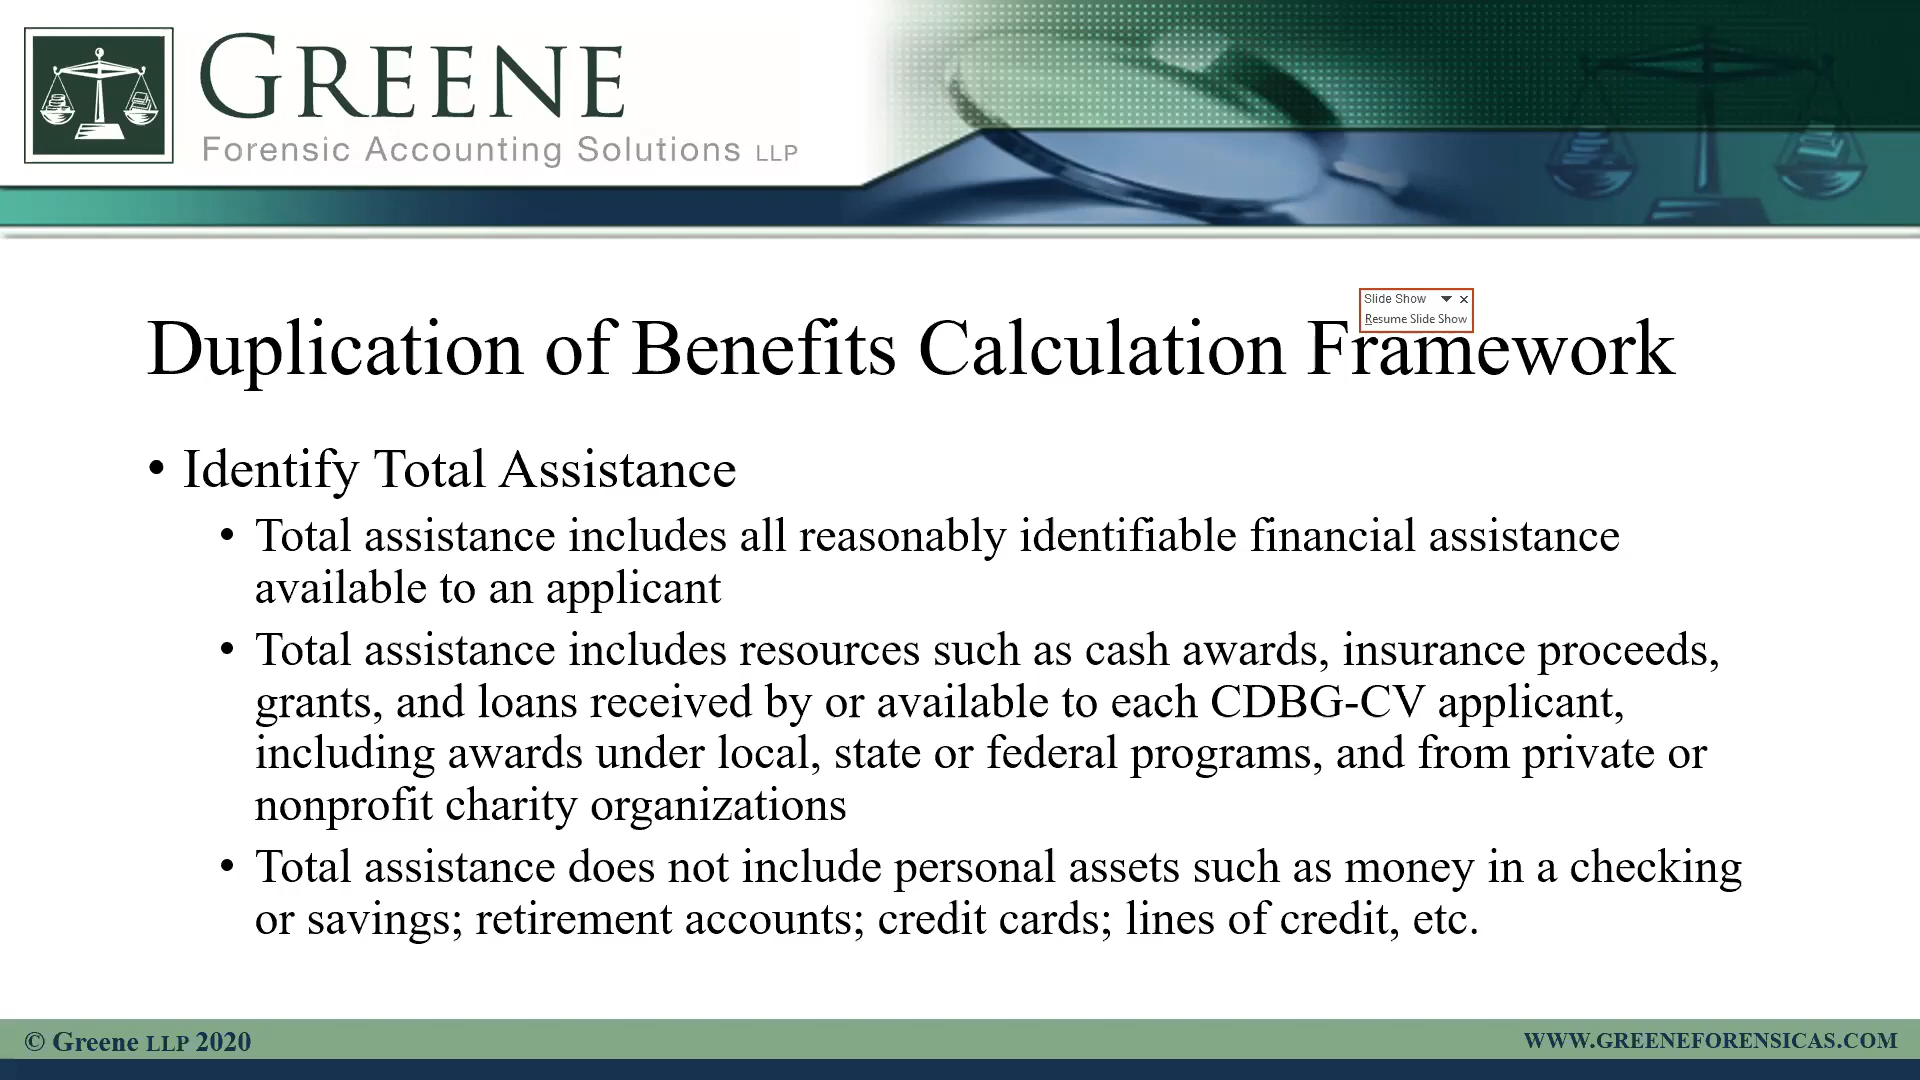 GREENE
Forensic Accounting Solutions LLP
Slide Show
Resume Slide Show
Duplication of Benefits Calculation Framework
• Identify Total Assistance
• Total assistance includes all reasonably identifiable financial assistance
available to an applicant
• Total assistance includes resources such as cash awards, insurance proceeds,
grants, and loans received by or available to each CDBG-CV applicant,
including awards under local, state or federal programs, and from private or
nonprofit charity organizations
• Total assistance does not include personal assets such as money in a checking
or savings; retirement accounts; credit cards; lines of credit, etc.
© Greene LLP 2020
WWW.GREENEFORENSICAS.COM